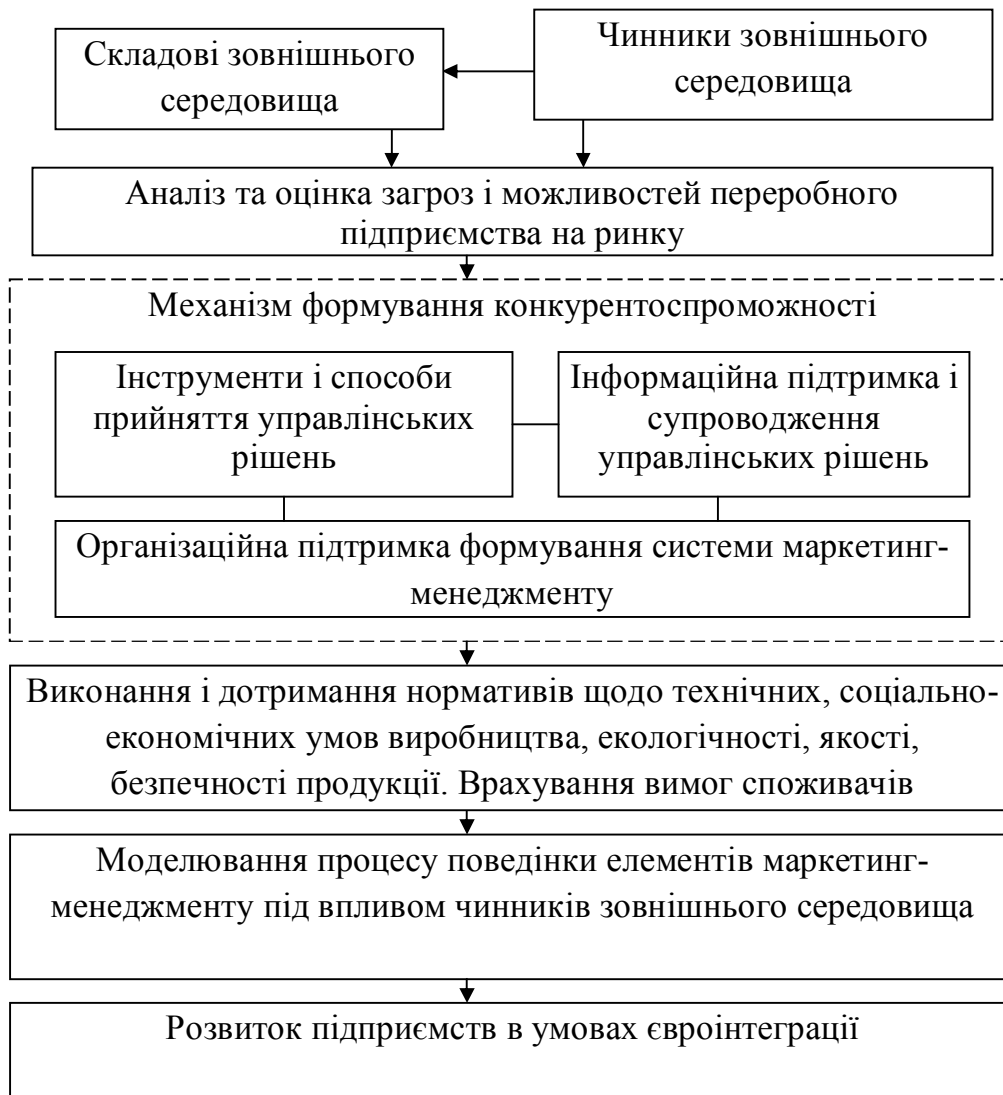 Складові зовнішнього
середовища
Чинники зовнішнього
середовища
Аналіз та оцінка загроз і можливостей переробного
підприємства на ринку
Механізм формування конкурентоспроможності
Інструменти і способи
прийняття управлінських
рішень
Інформаційна підтримка і
супроводження
управлінських рішень
Організаційна підтримка формування системи маркетинг-
менеджменту
Виконання і дотримання нормативів щодо технічних, соціально-
економічних умов виробництва, екологічності, якості,
безпечності продукції. Врахування вимог споживачів
Моделювання процесу поведінки елементів маркетинг-
менеджменту під впливом чинників зовнішнього середовища
Розвиток підприємств в умовах євроінтеграції